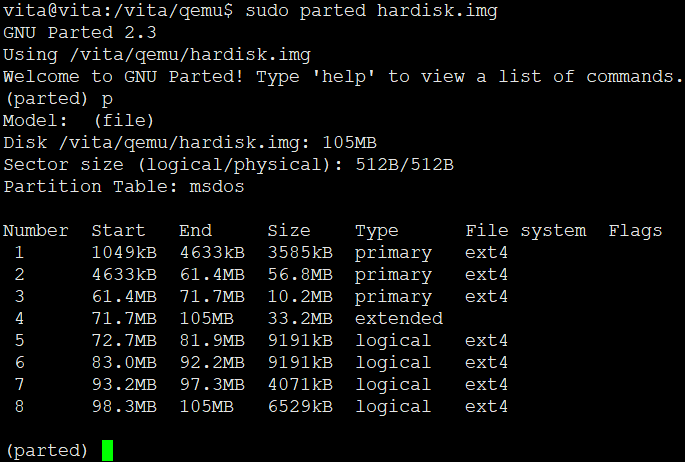 vita@vita:/vita/qemu$ sudo parted hardisk.img
GNU Parted 2.3
Using /vita/qemu/hardisk.img
Welcome to GNU Parted! Type 'help' to view a list of commands.
(parted) p
Model:  (file)
Disk /vita/qemu/hardisk.img: 105MB
Sector size (logical/physical): 512B/512B
Partition Table: msdos

Number  Start   End     Size    Type      File system  Flags
 1      1049kB  4633kB  3585kB  primary   ext4
 2      4633kB  61.4MB  56.8MB  primary   ext4
 3      61.4MB  71.7MB  10.2MB  primary   ext4
 4      71.7MB  105MB   33.2MB  extended
 5      72.7MB  81.9MB  9191kB  logical   ext4
 6      83.0MB  92.2MB  9191kB  logical   ext4
 7      93.2MB  97.3MB  4071kB  logical   ext4
 8      98.3MB  105MB   6529kB  logical   ext4

(parted)